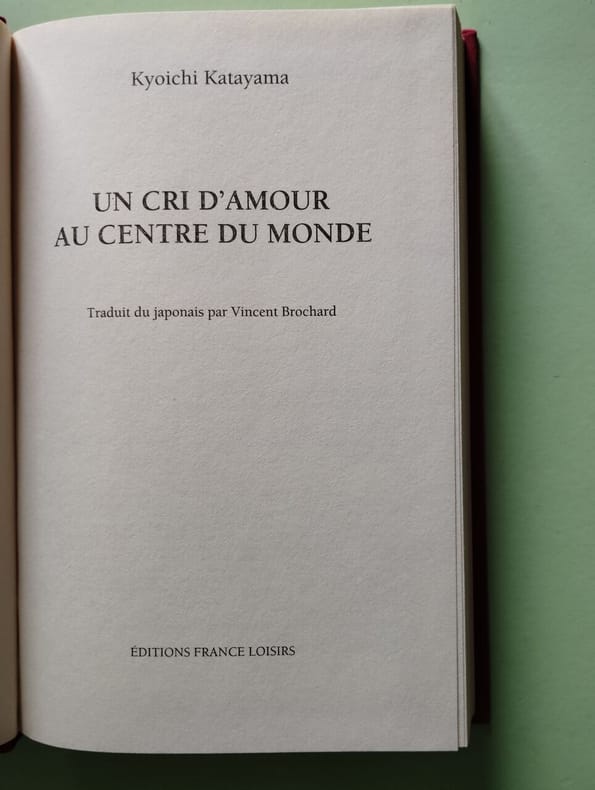 Kyoichi Katayama
UN CRI D'AMOUR
AU CENTRE DU MONDE
Traduit du japonais par Vincent Brochard
ÉDITIONS FRANCE LOISIRS